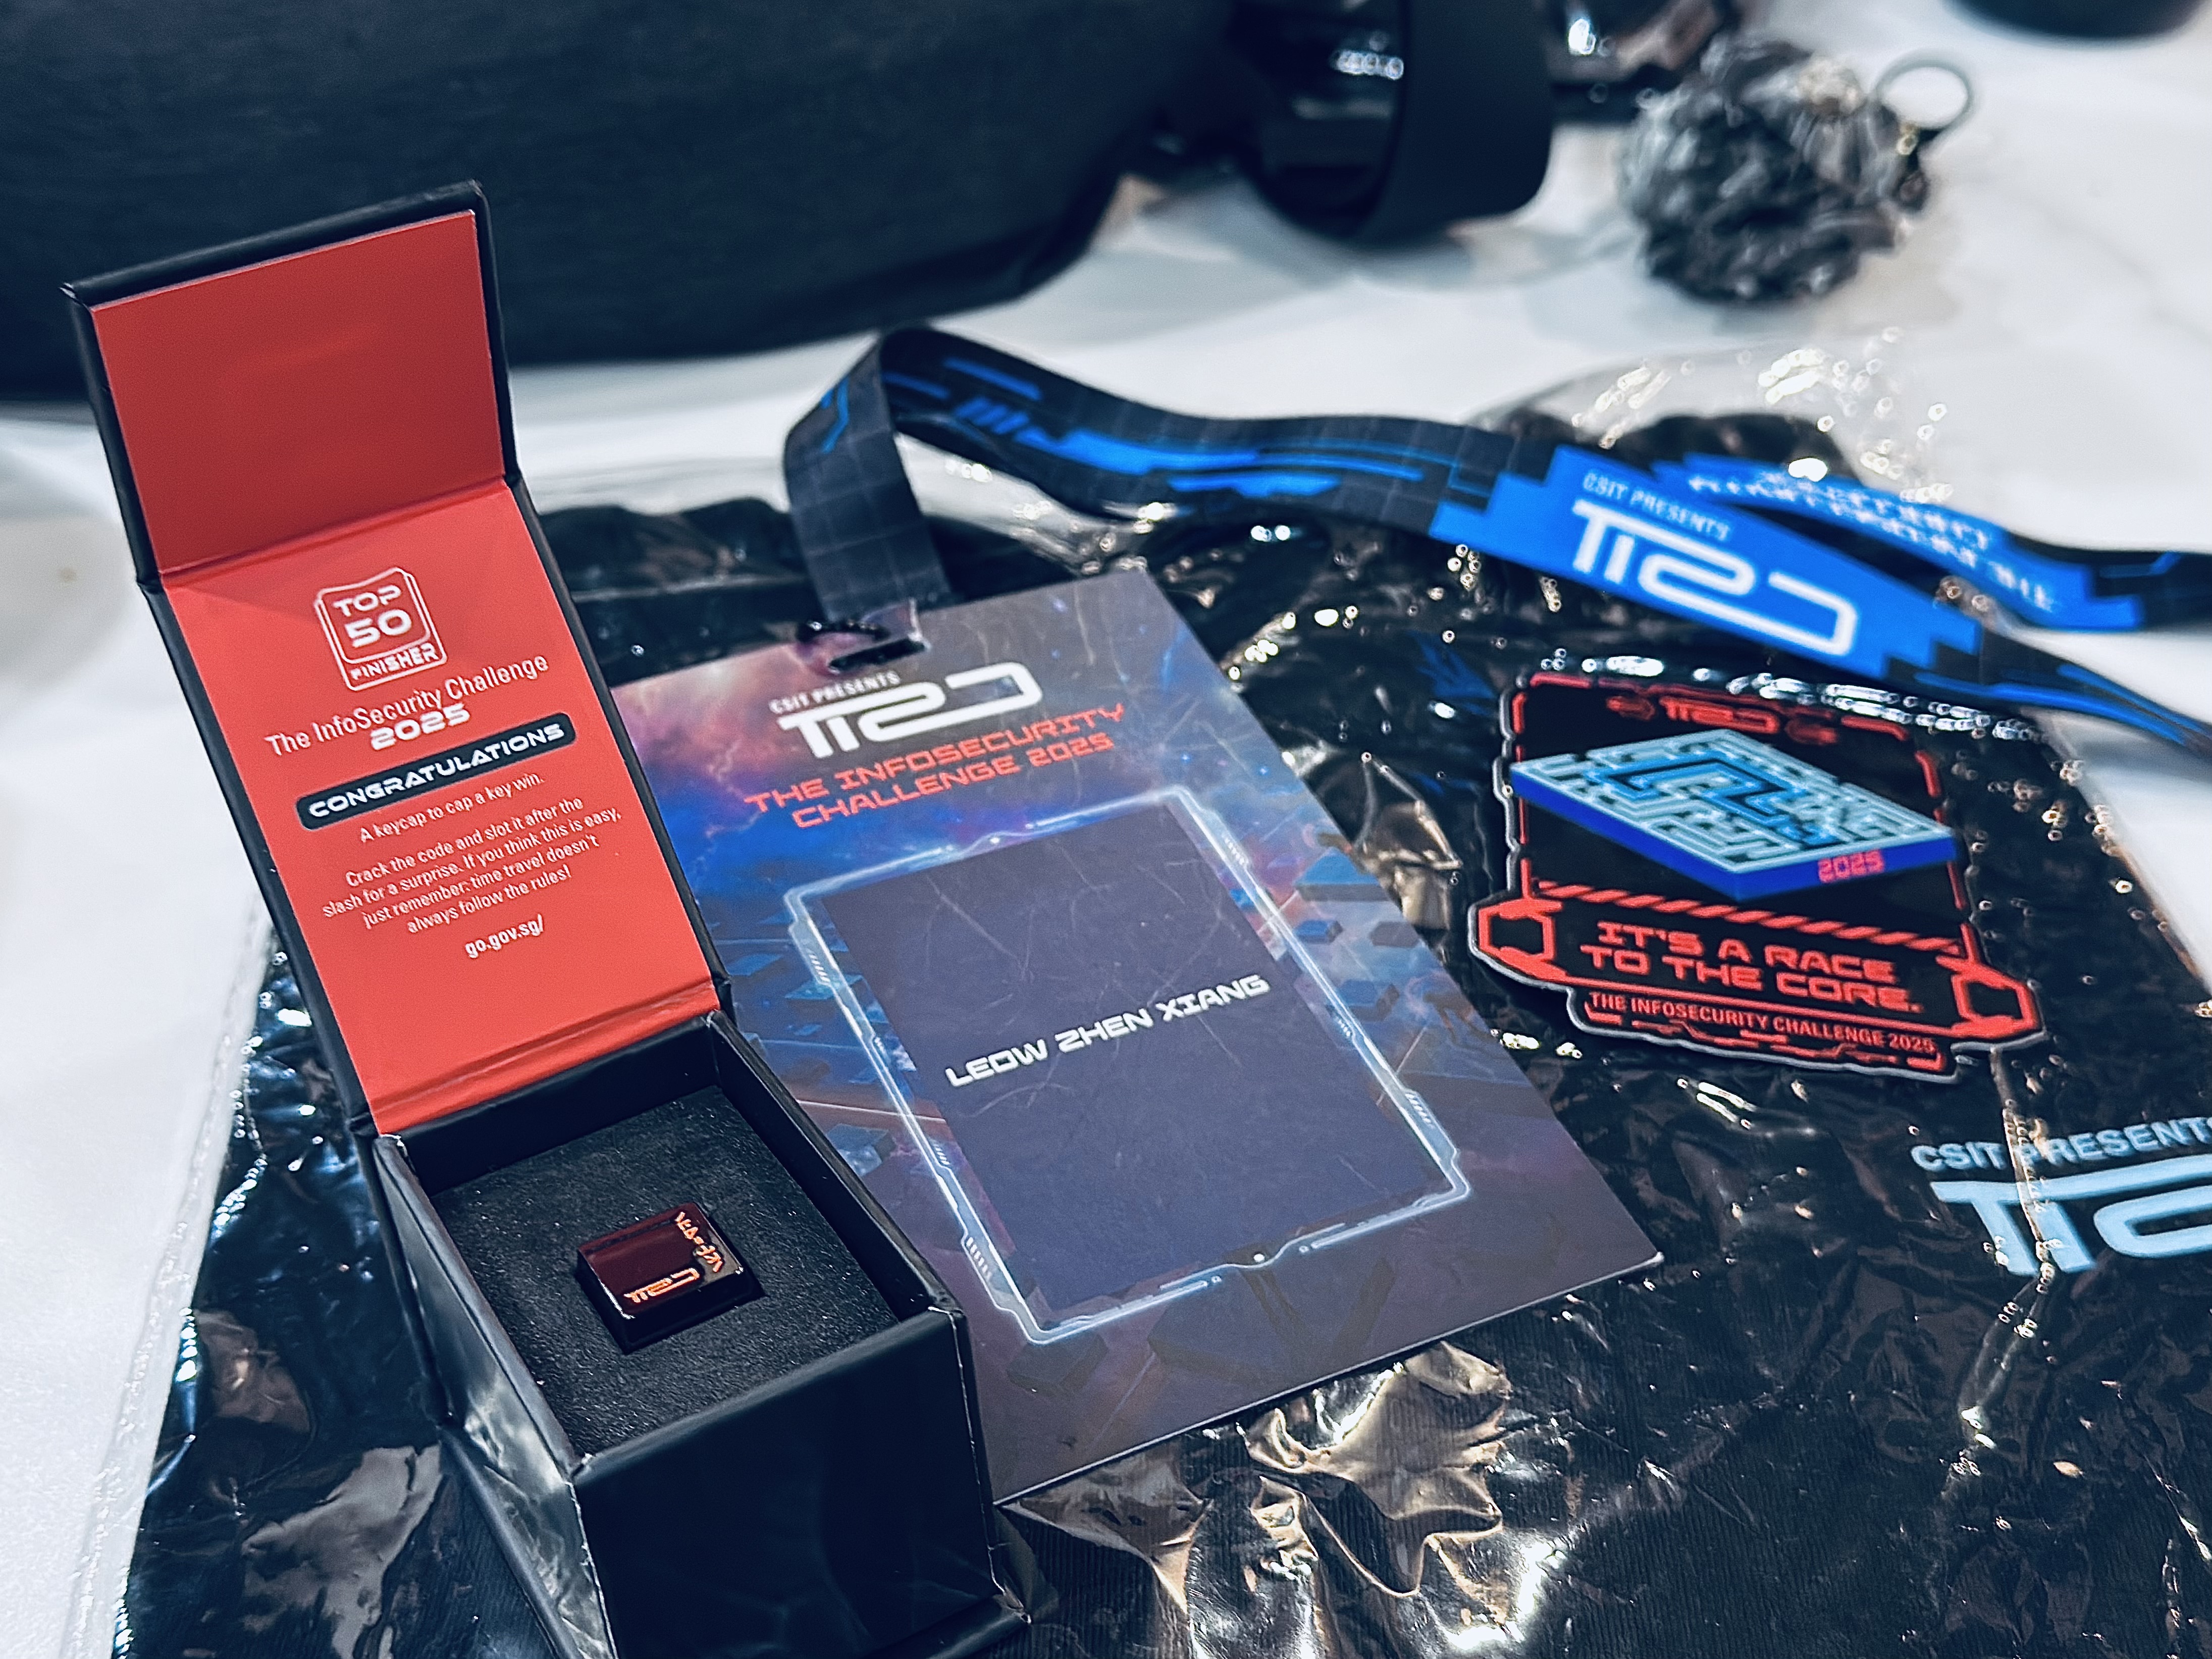 TOP
50
FINISHER
The InfoSecurity Challenge
2025
CONGRATULATIONS
A keycap to cap a key win.
Crack the code and slot it after the
slash for a surprise. If you think this is easy,
just remember: time travel doesn't
always follow the rules!
go.gov.sg/
TISC
CSIT PRESENTS
TISC
THE INFOSECURITY
CHALLENGE 2025
LEOW ZHEN XIANG
CSIT PRESENTS
TISC
TISC
2025
IT'S A RACE
TO THE CORE.
THE INFOSECURITY CHALLENGE 2025
CSIT PRESENTS